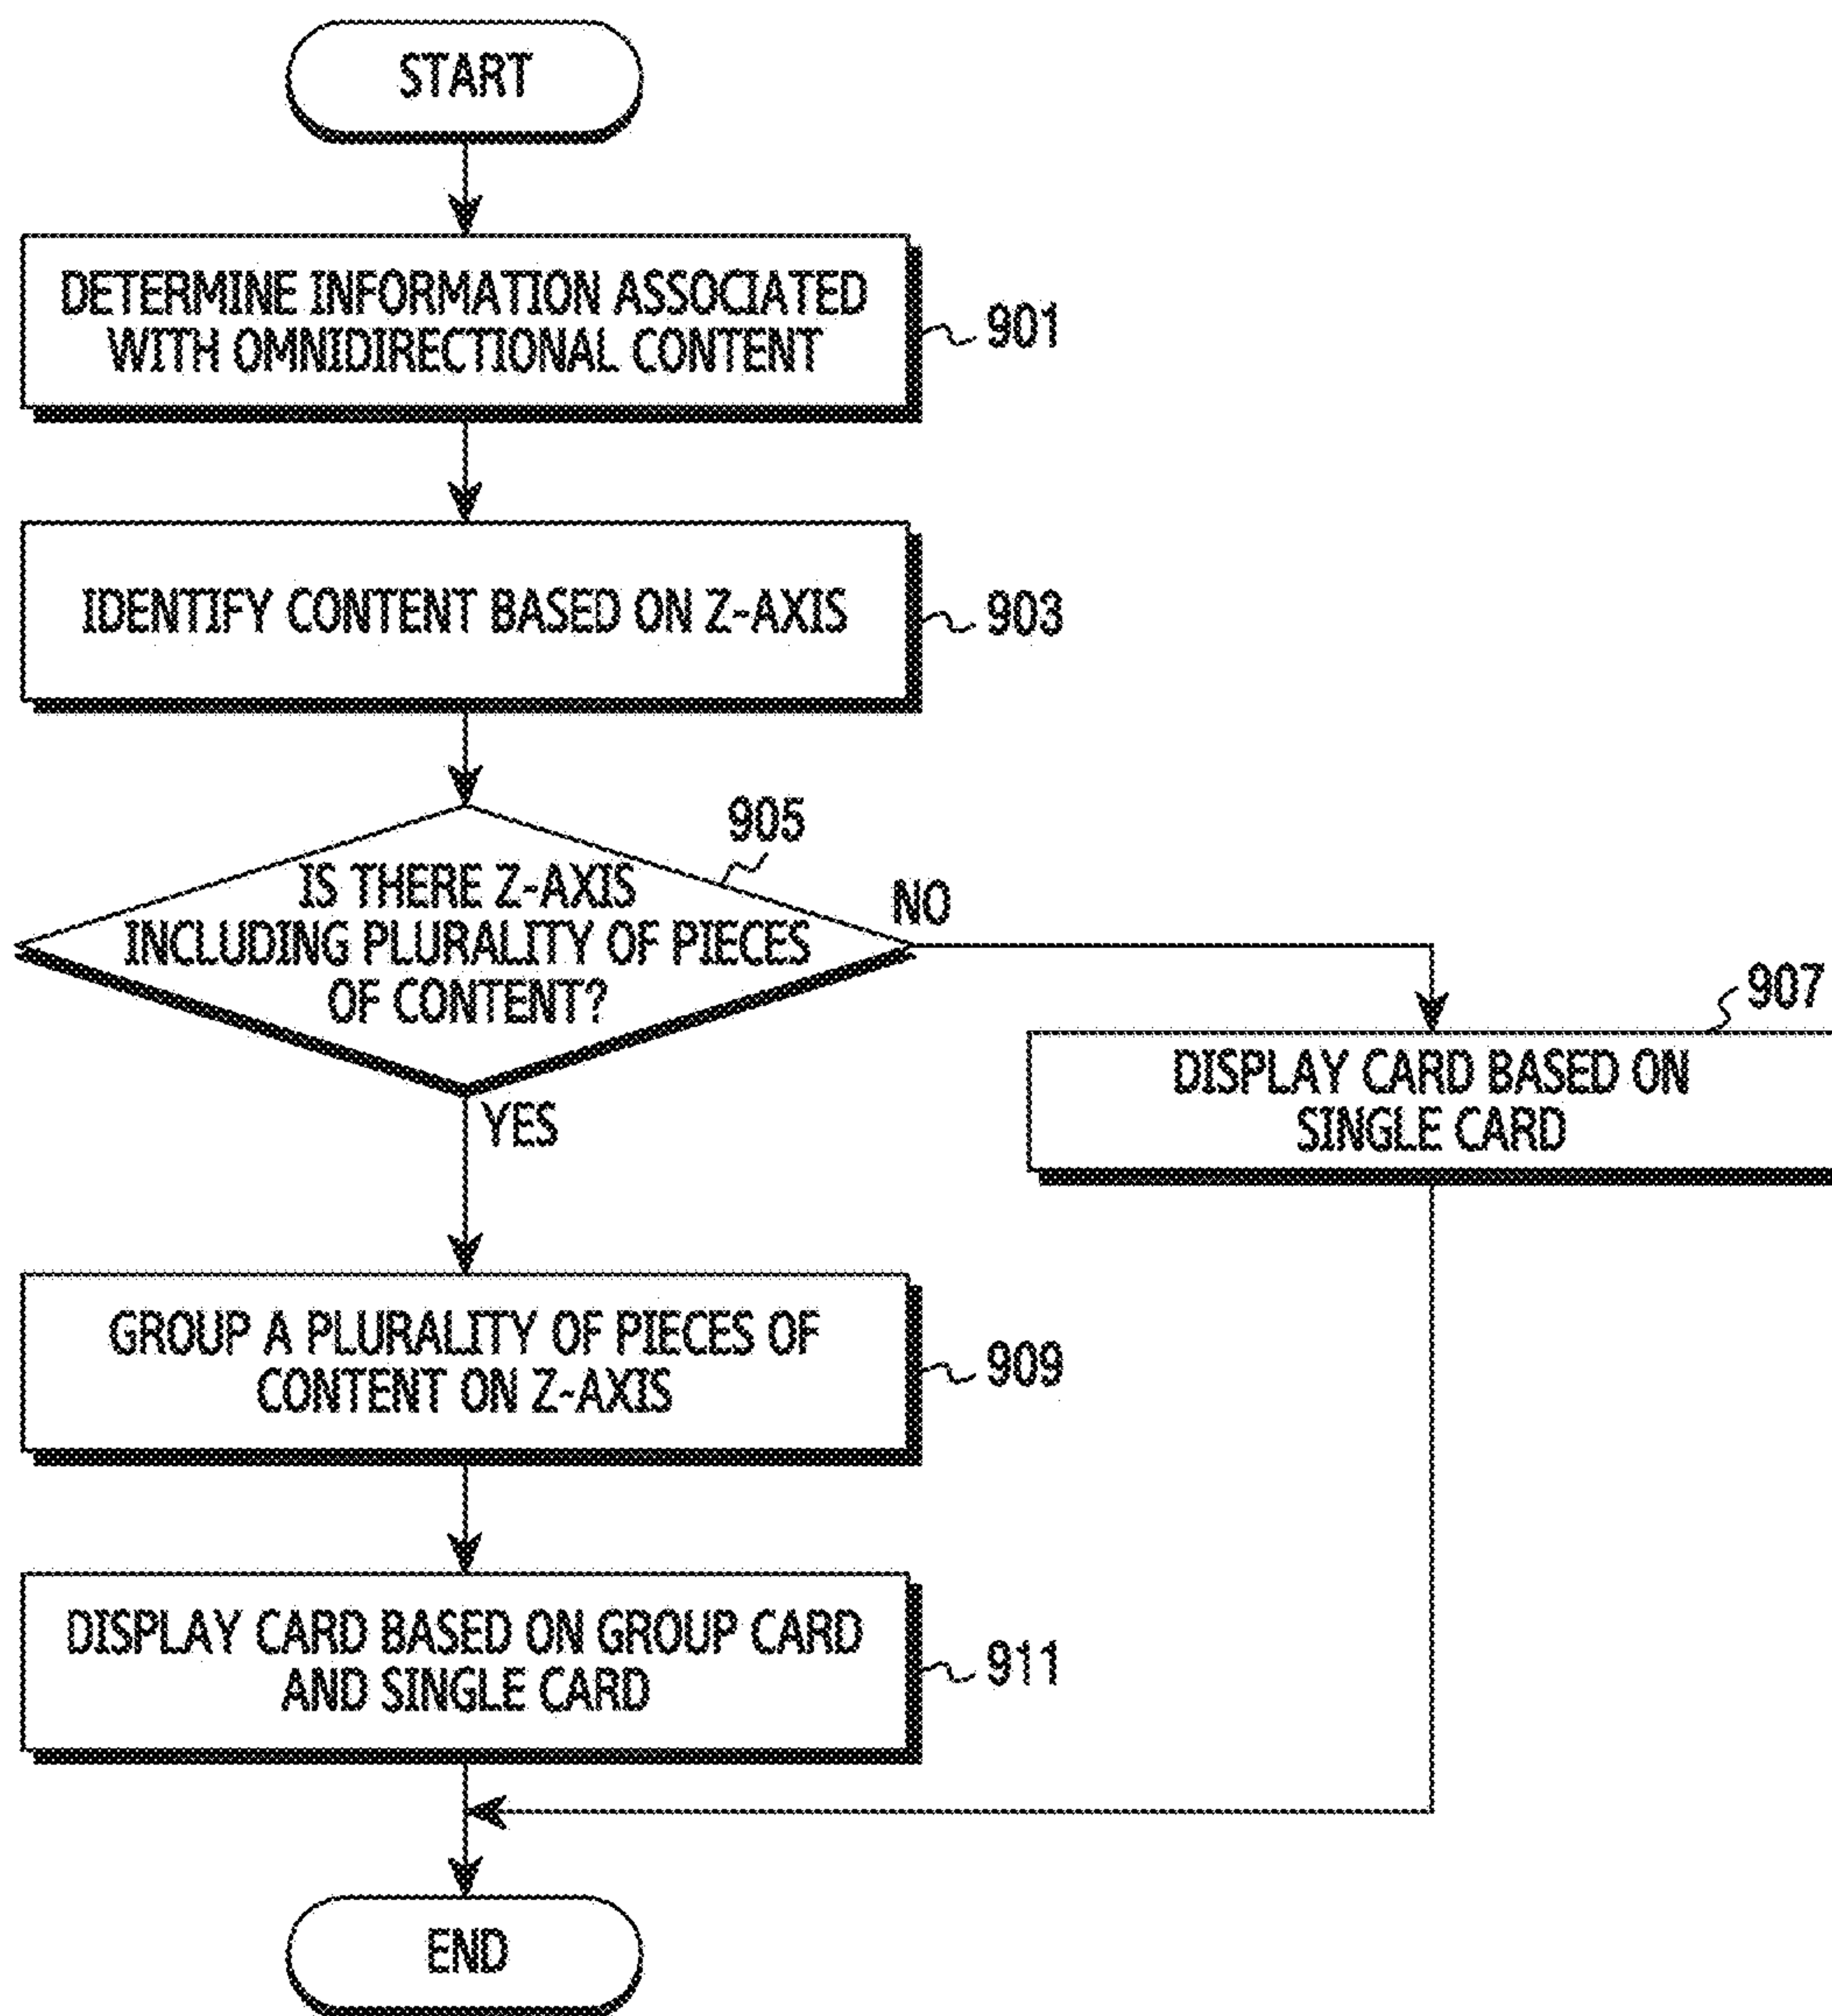 START
DETERMINE INFORMATION ASSOCIATED
WITH OMNIDIRECTIONAL CONTENT
901
IDENTIFY CONTENT BASED ON Z-AXIS
903
905
IS THERE Z-AXIS
INCLUDING PLURALITY OF PIECES
OF CONTENT?
NO
YES
907
DISPLAY CARD BASED ON
SINGLE CARD
GROUP A PLURALITY OF PIECES OF
CONTENT ON Z-AXIS
909
DISPLAY CARD BASED ON GROUP CARD
AND SINGLE CARD
911
END